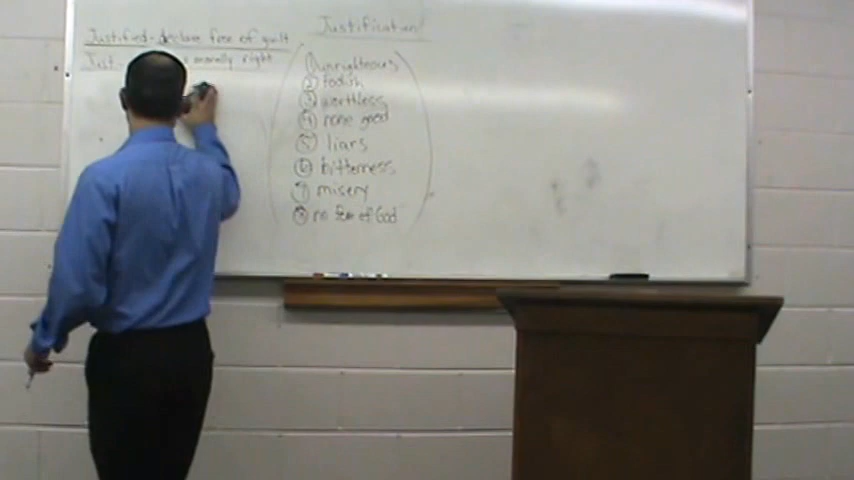 Justification!
Justified - declare free of guilt
Just - morally right
① unrighteous
② foolish
③ worthless
④ none good
⑤ liars
⑥ bitterness
⑦ misery
⑧ no fear of God